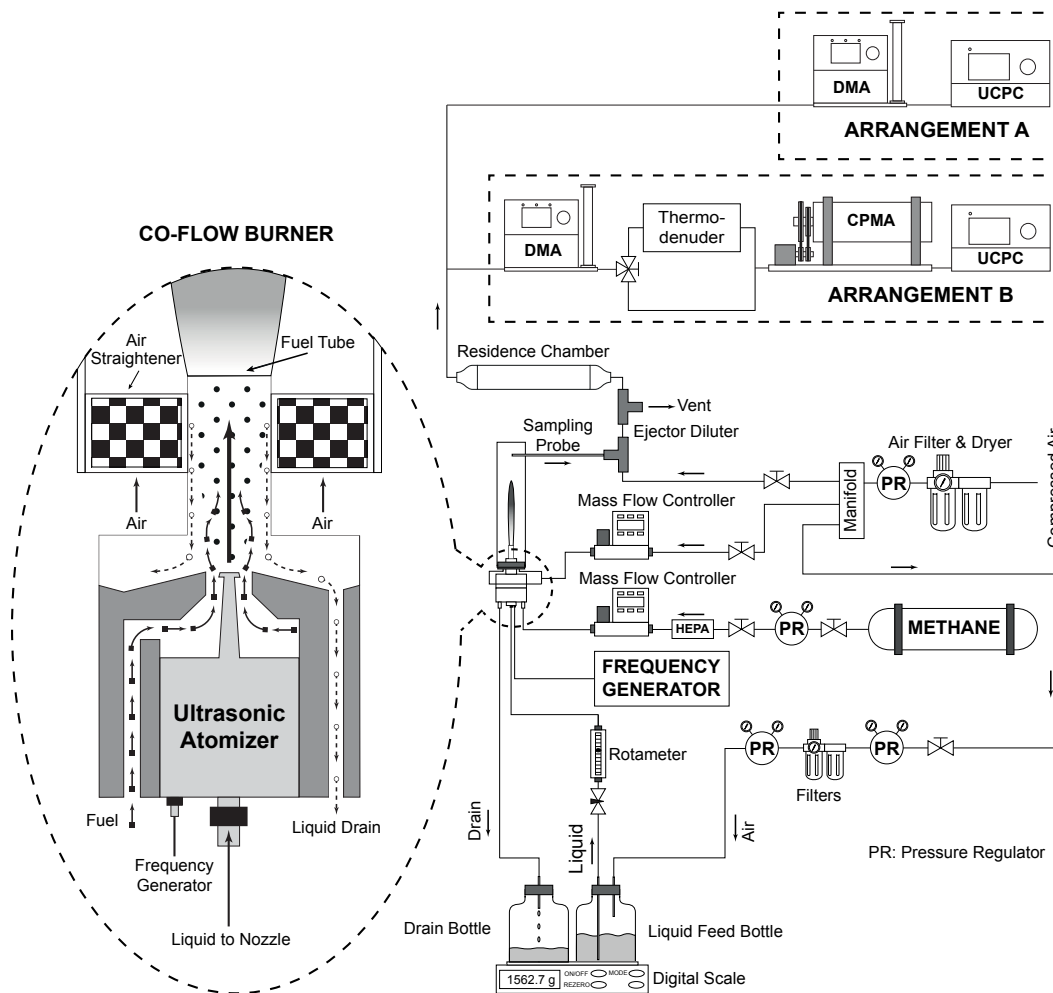 DMA
UCPC
ARRANGEMENT A
DMA
Thermo-
denuder
CPMA
UCPC
ARRANGEMENT B
CO-FLOW BURNER
Air
Straightener
Fuel Tube
Air
Air
Ultrasonic
Atomizer
Fuel
Frequency
Generator
Liquid Drain
Liquid to Nozzle
Residence Chamber
Vent
Sampling
Probe
Ejector Diluter
Air Filter & Dryer
PR
Manifold
Compressed Air
Mass Flow Controller
Mass Flow Controller
HEPA
PR
METHANE
FREQUENCY
GENERATOR
Rotameter
PR
PR
Filters
Drain
Liquid
Air
PR: Pressure Regulator
Drain Bottle
Liquid Feed Bottle
1562.7 g
ON/OFF
MODE
REZERO
Digital Scale